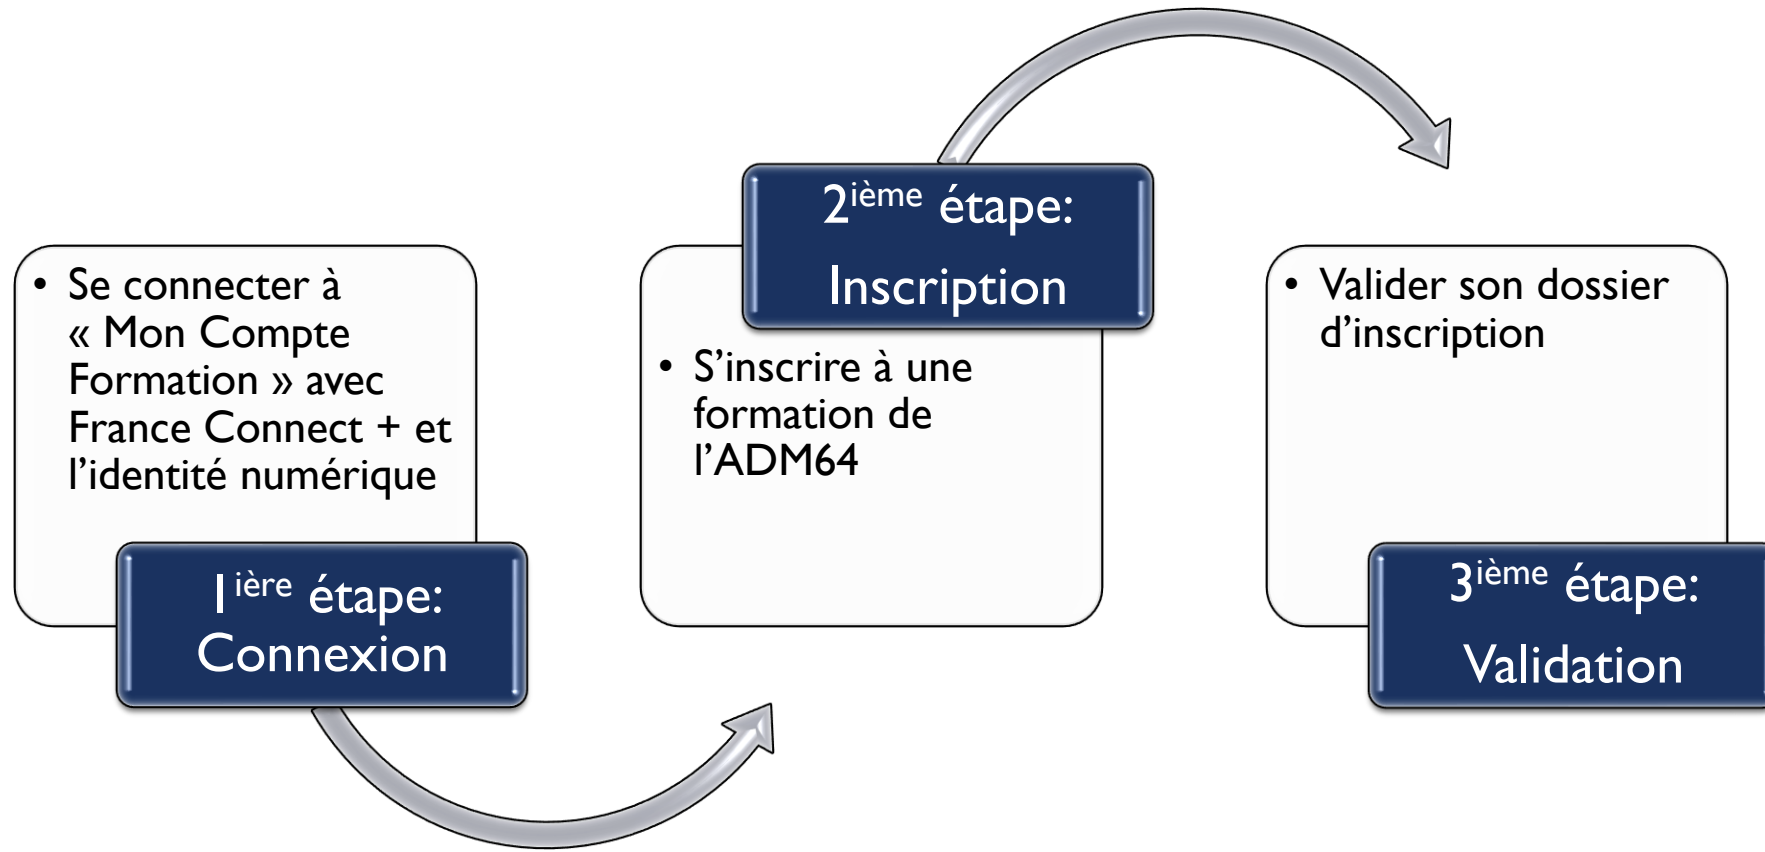 • Se connecter à
« Mon Compte
Formation » avec
France Connect + et
l’identité numérique
1ière étape:
Connexion
2ième étape:
Inscription
• S’inscrire à une
formation de
l’ADM64
• Valider son dossier
d’inscription
3ième étape:
Validation